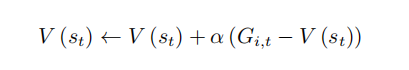 V (s_t) ← V (s_t) + α (G_{i,t} − V (s_t))